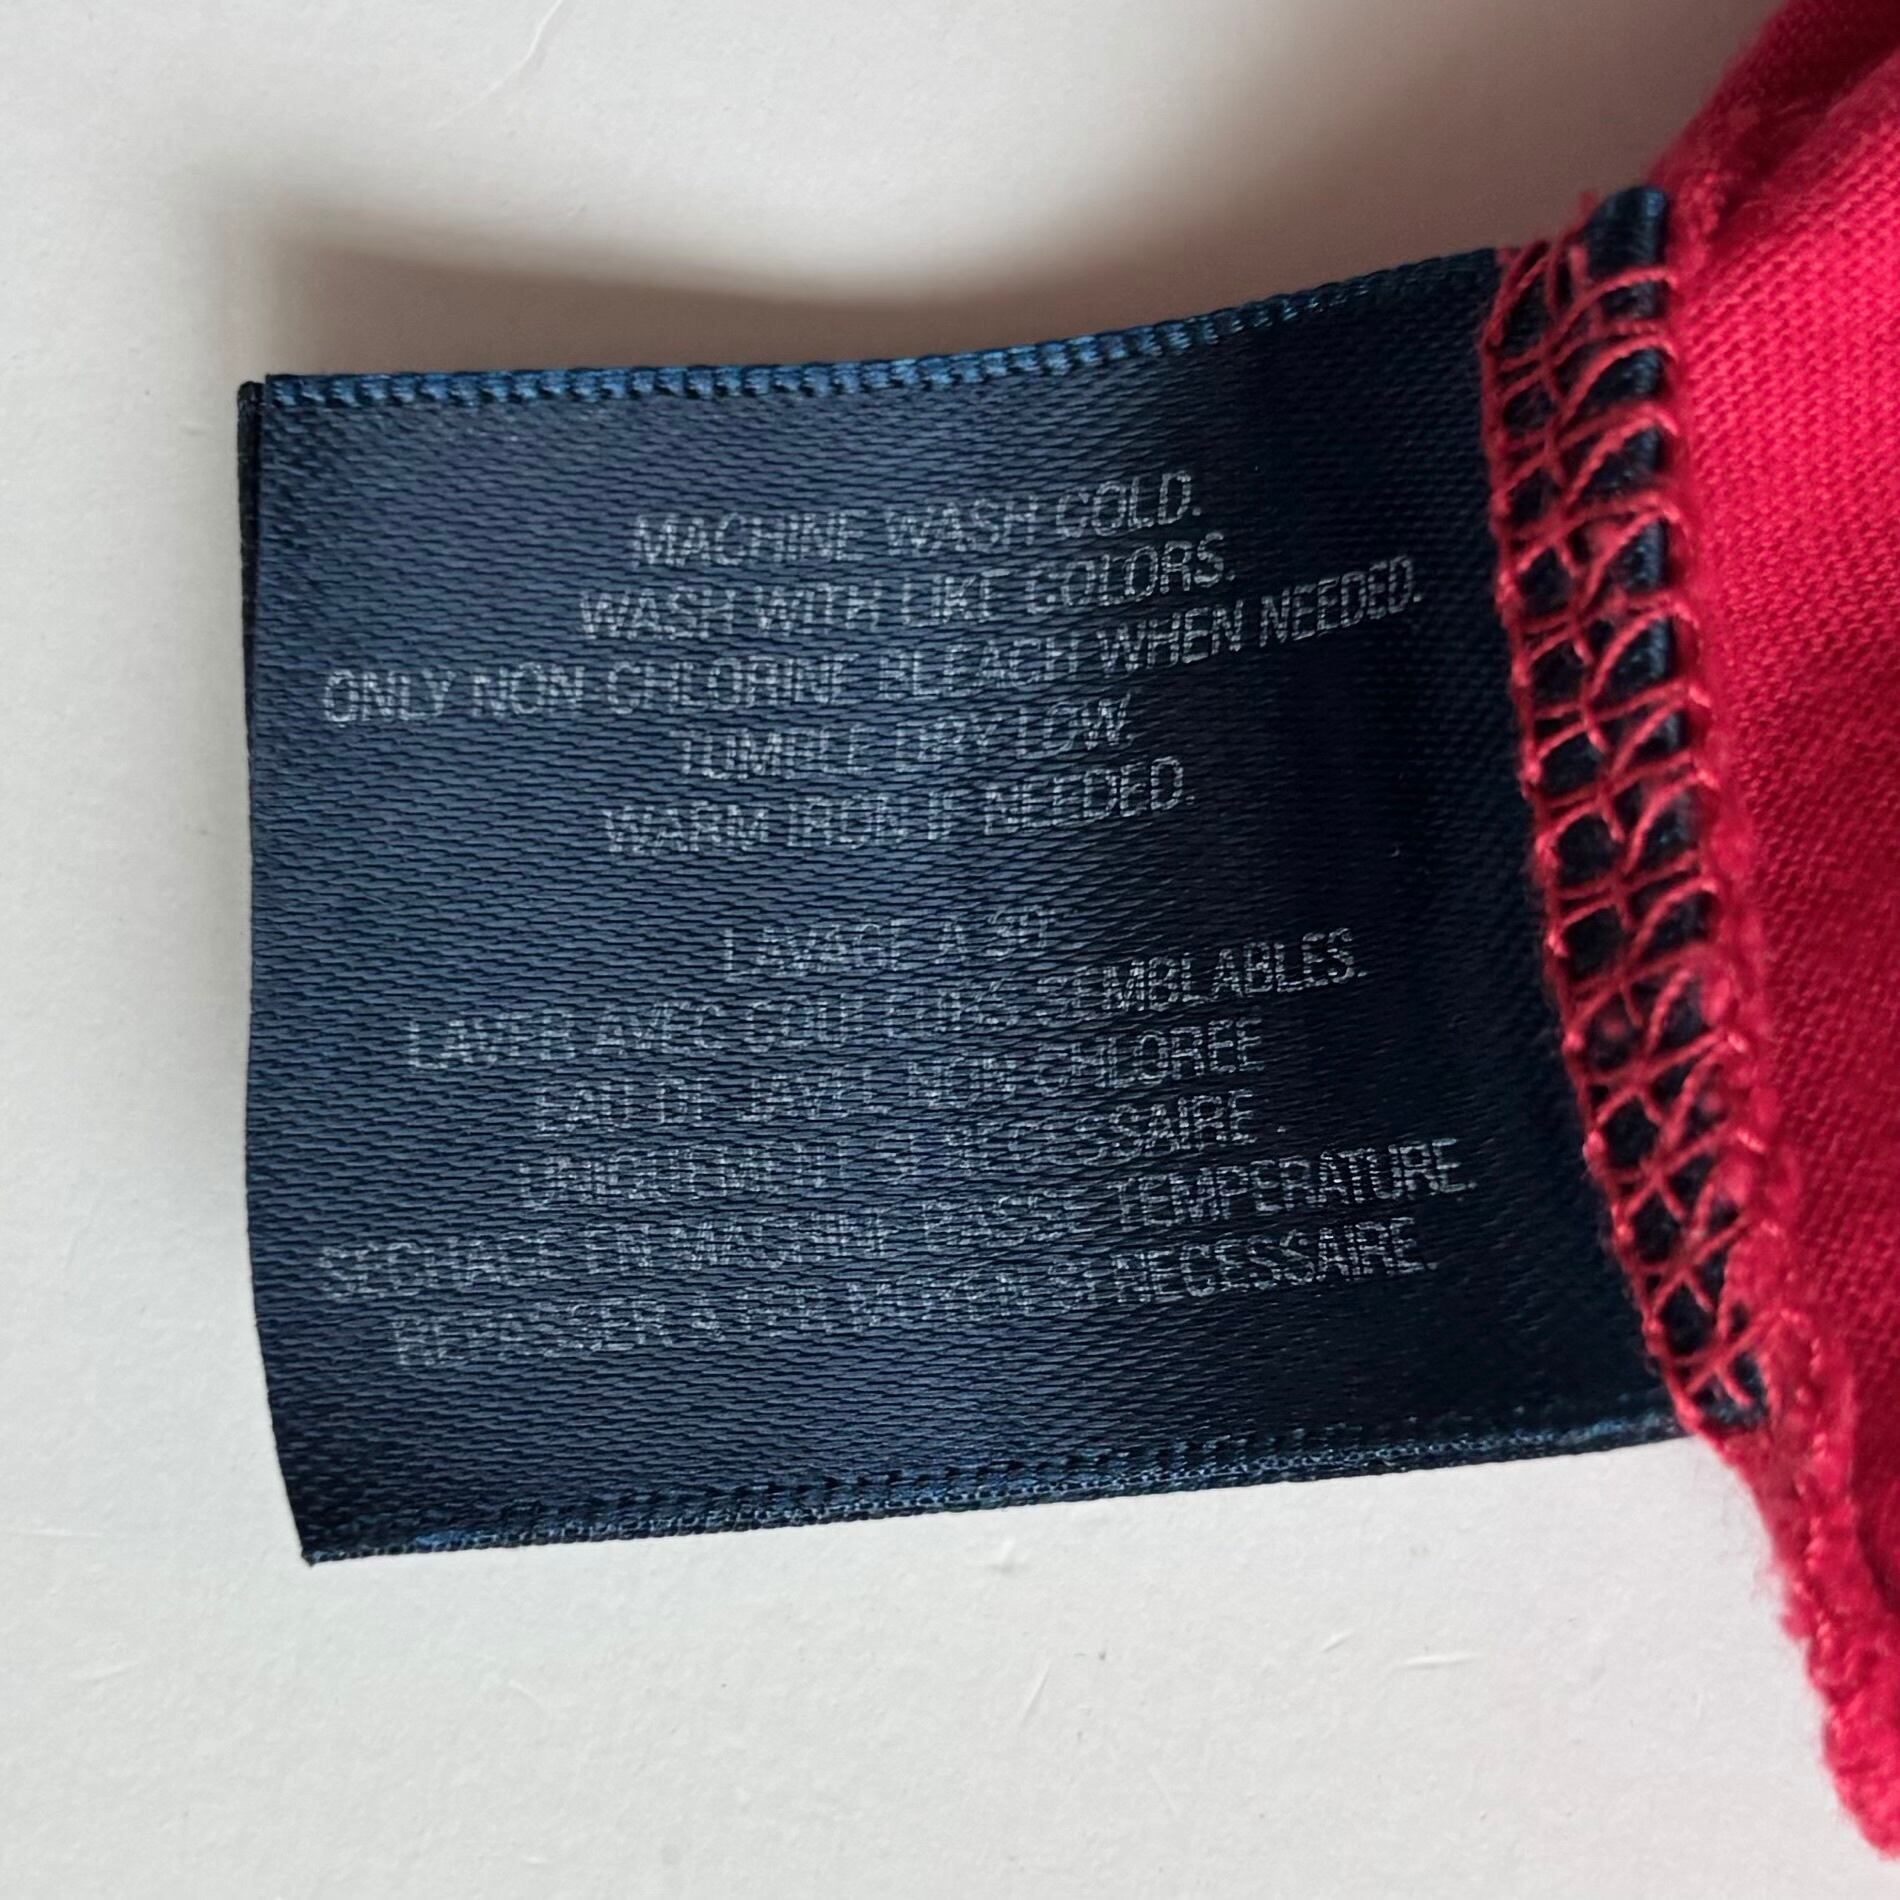 MACHINE WASH COLD.
WASH WITH LIKE COLORS.
ONLY NON-CHLORINE BLEACH WHEN NEEDED.
TUMBLE DRY LOW.
WARM IRON IF NEEDED.
LAVAGE A 30°
LAVER AVEC COULEURS SEMBLABLES.
EAU DE JAVEL NON-CHLOREE
UNIQUEMENT SI NECESSAIRE .
SECHAGE EN MACHINE BASSE TEMPERATURE.
REPASSER A FER MOYEN SI NECESSAIRE.